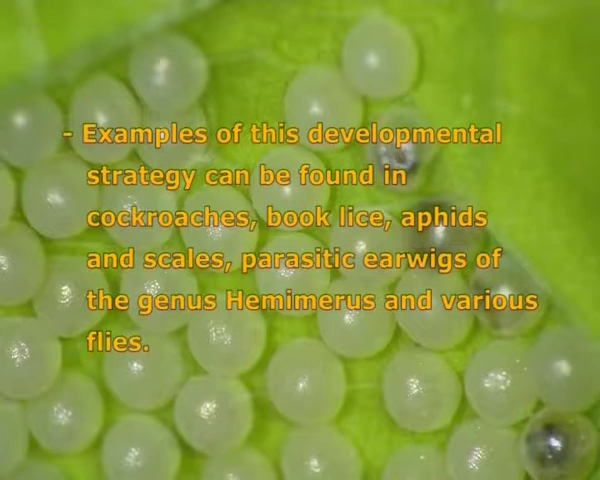 - Examples of this developmental
strategy can be found in
cockroaches, book lice, aphids
and scales, parasitic earwigs of
the genus Hemimerus and various
flies.